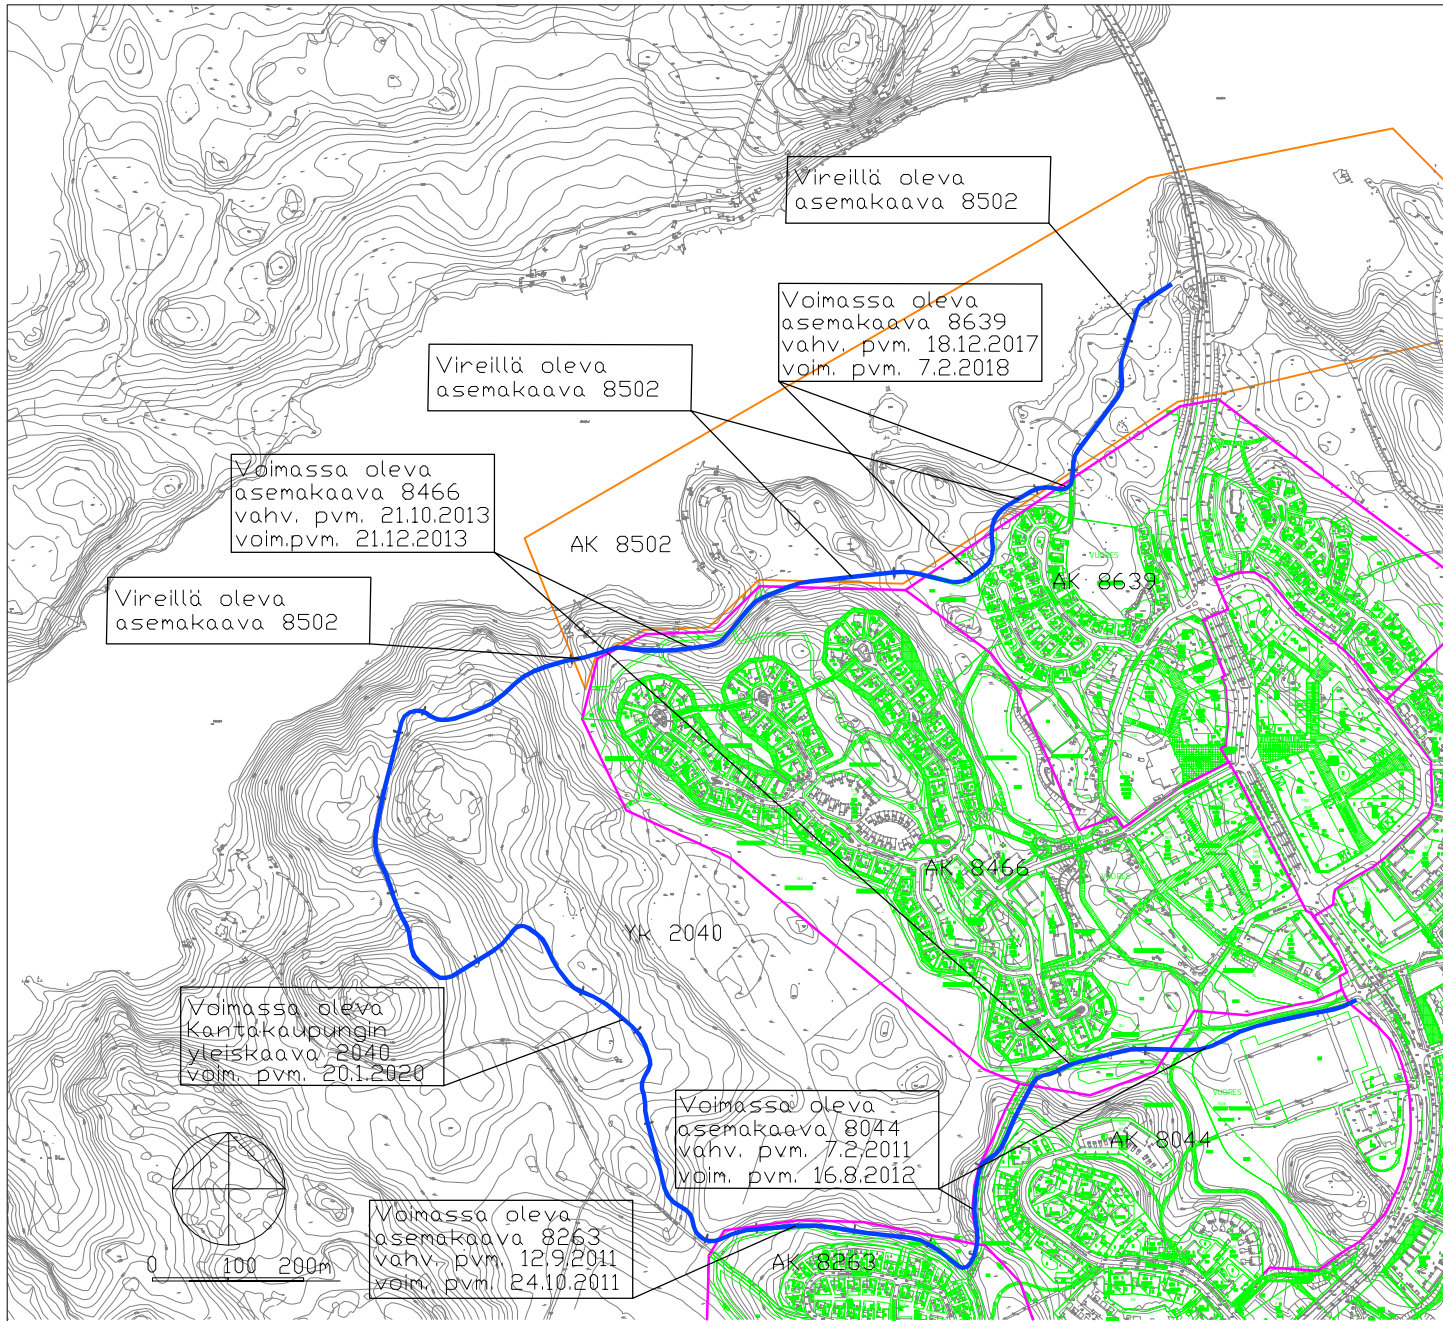 Vireillä oleva
asemakaava 8502
Voimassa oleva
asemakaava 8639
vahv. pvm. 18.12.2017
voim. pvm. 7.2.2018
Vireillä oleva
asemakaava 8502
Voimassa oleva
asemakaava 8466
vahv. pvm. 21.10.2013
voim.pvm. 21.12.2013
AK 8502
Vireillä oleva
asemakaava 8502
VUORES
AK 8639
AK 8466
VUORES
YK 2040
Voimassa oleva
Kantakaupungin
yleiskaava 2040
voim. pvm. 20.1.2020
Voimassa oleva
asemakaava 8044
vahv. pvm. 7.2.2011
voim. pvm. 16.8.2012
VUORES
AK 8044
Voimassa oleva
asemakaava 8263
vahv. pvm. 12.9.2011
voim. pvm. 24.10.2011
AK 8263
0 100 200m